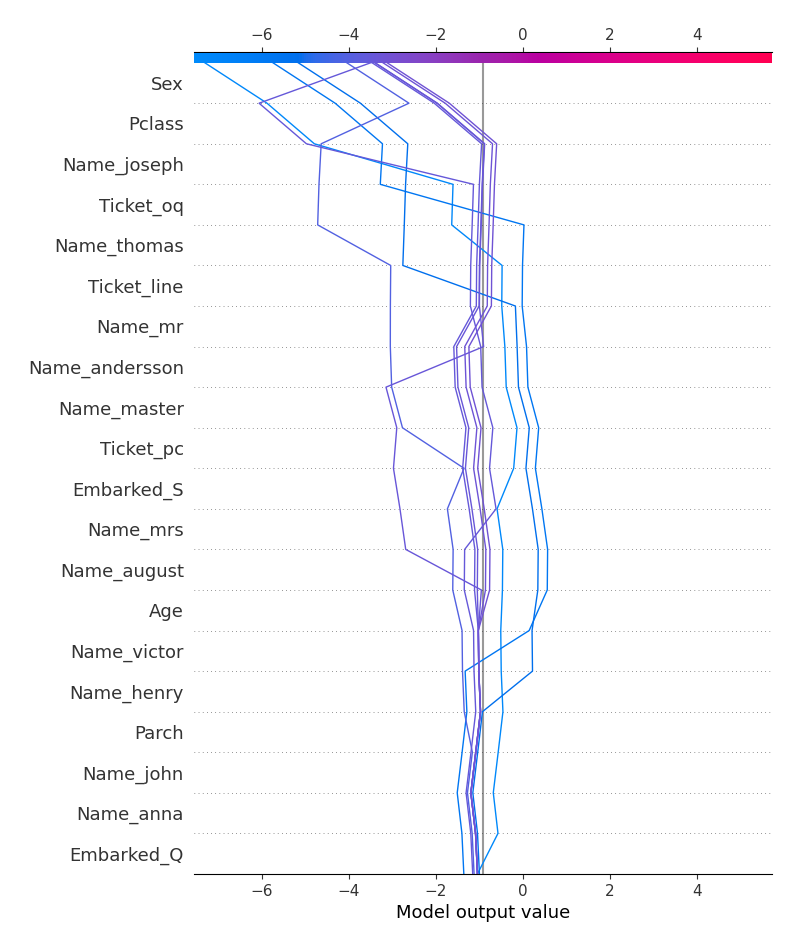 −6 −4 −2 0 2 4
Sex
Pclass
Name_joseph
Ticket_oq
Name_thomas
Ticket_line
Name_mr
Name_andersson
Name_master
Ticket_pc
Embarked_S
Name_mrs
Name_august
Age
Name_victor
Name_henry
Parch
Name_john
Name_anna
Embarked_Q
−6 −4 −2 0 2 4
Model output value